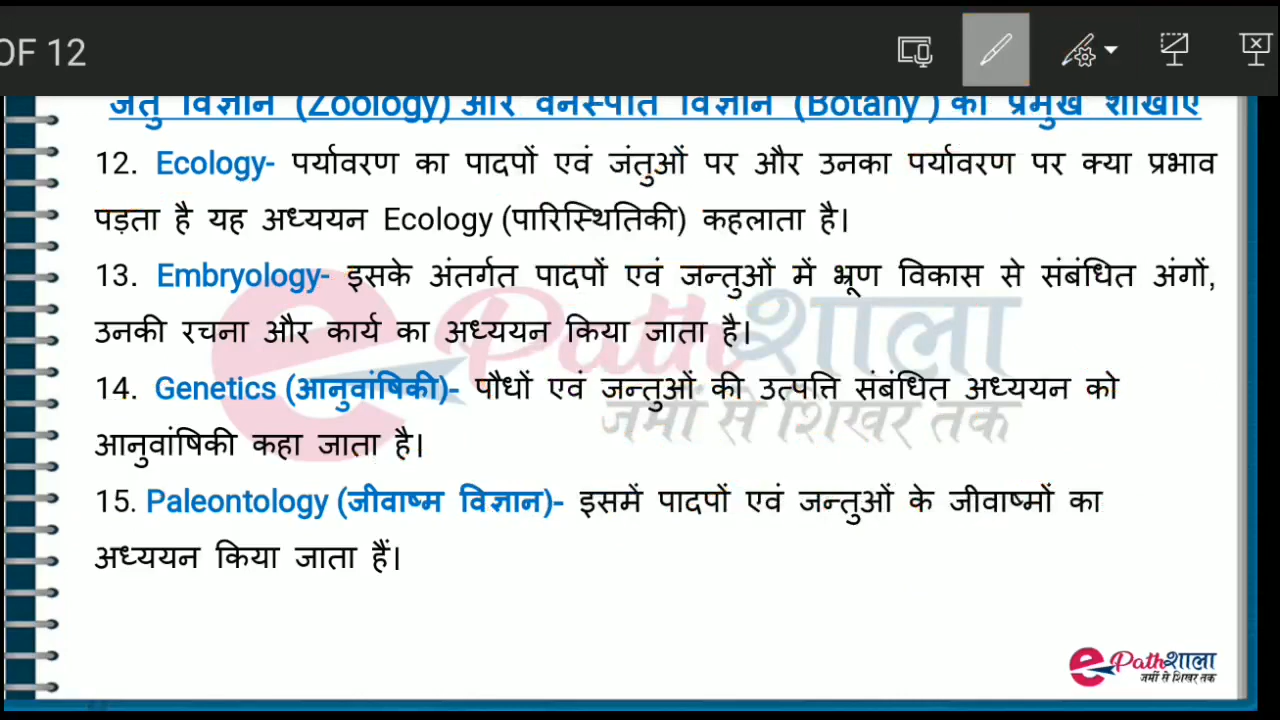 OF 12
जंतु विज्ञान (Zoology) और वनस्पति विज्ञान (Botany ) की प्रमुख शाखाएं
12. Ecology- पर्यावरण का पादपों एवं जंतुओं पर और उनका पर्यावरण पर क्या प्रभाव
पड़ता है यह अध्ययन Ecology (पारिस्थितिकी) कहलाता है।
13. Embryology- इसके अंतर्गत पादपों एवं जन्तुओं में भ्रूण विकास से संबंधित अंगों,
उनकी रचना और कार्य का अध्ययन किया जाता है।
14. Genetics (आनुवांषिकी)- पौधों एवं जन्तुओं की उत्पत्ति संबंधित अध्ययन को
आनुवांषिकी कहा जाता है।
15. Paleontology (जीवाष्म विज्ञान)- इसमें पादपों एवं जन्तुओं के जीवाष्मों का
अध्ययन किया जाता हैं।
ePathशाला
जमीं से शिखर तक
ePathशाला
जमीं से शिखर तक